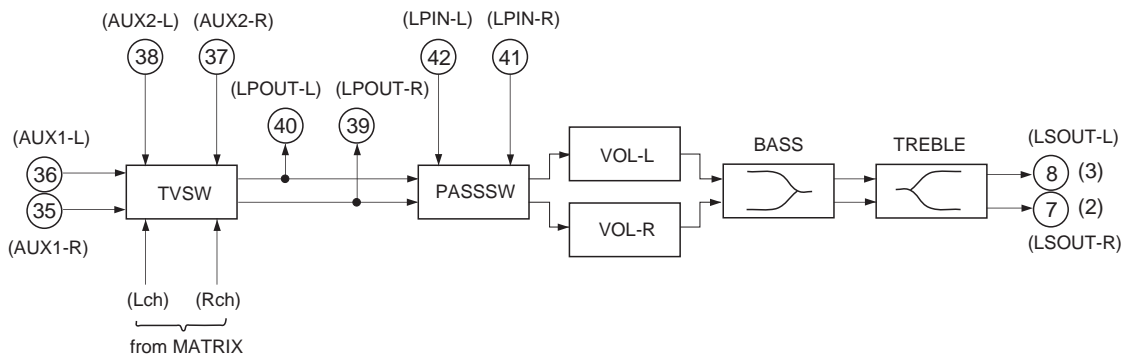 (AUX2-L) (AUX2-R) (LPIN-L) (LPIN-R)
38 37 42 41
(LPOUT-L) (LPOUT-R)
40 39
(AUX1-L)
36
35
(AUX1-R)
TVSW
PASSSW
VOL-L
VOL-R
BASS
TREBLE
(LSOUT-L)
8 (3)
7 (2)
(LSOUT-R)
(Lch) (Rch)
from MATRIX